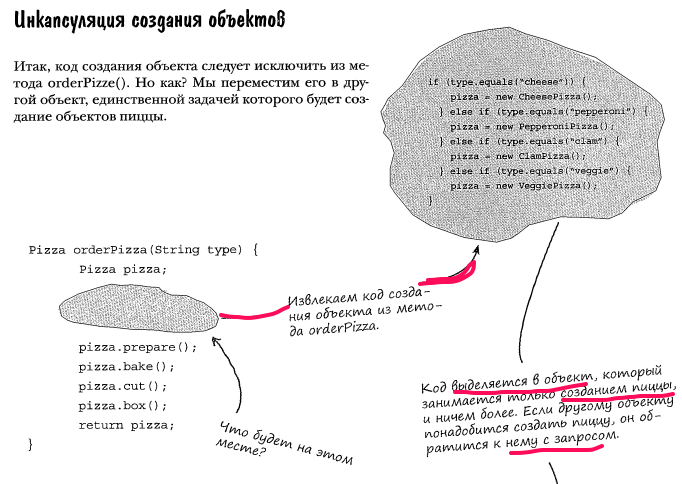 Инкапсуляция создания объектов
Итак, код создания объекта следует исключить из ме-
тода orderPizze(). Но как? Мы переместим его в дру-
гой объект, единственной задачей которого будет соз-
дание объектов пиццы.
if (type.equals("cheese")) {
pizza = new CheesePizza();
} else if (type.equals("pepperoni") {
pizza = new PepperoniPizza();
} else if (type.equals("clam") {
pizza = new ClamPizza();
} else if (type.equals("veggie") {
pizza = new VeggiePizza();
}
Pizza orderPizza(String type) {
Pizza pizza;
pizza.prepare();
pizza.bake();
pizza.cut();
pizza.box();
return pizza;
}
Извлекаем код созда-
ния объекта из мето-
да orderPizza.
Что будет на этом
месте?
Код выделяется в объект, который
занимается только созданием пиццы,
и ничем более. Если другому объекту
понадобится создать пиццу, он об-
ратится к нему с запросом.